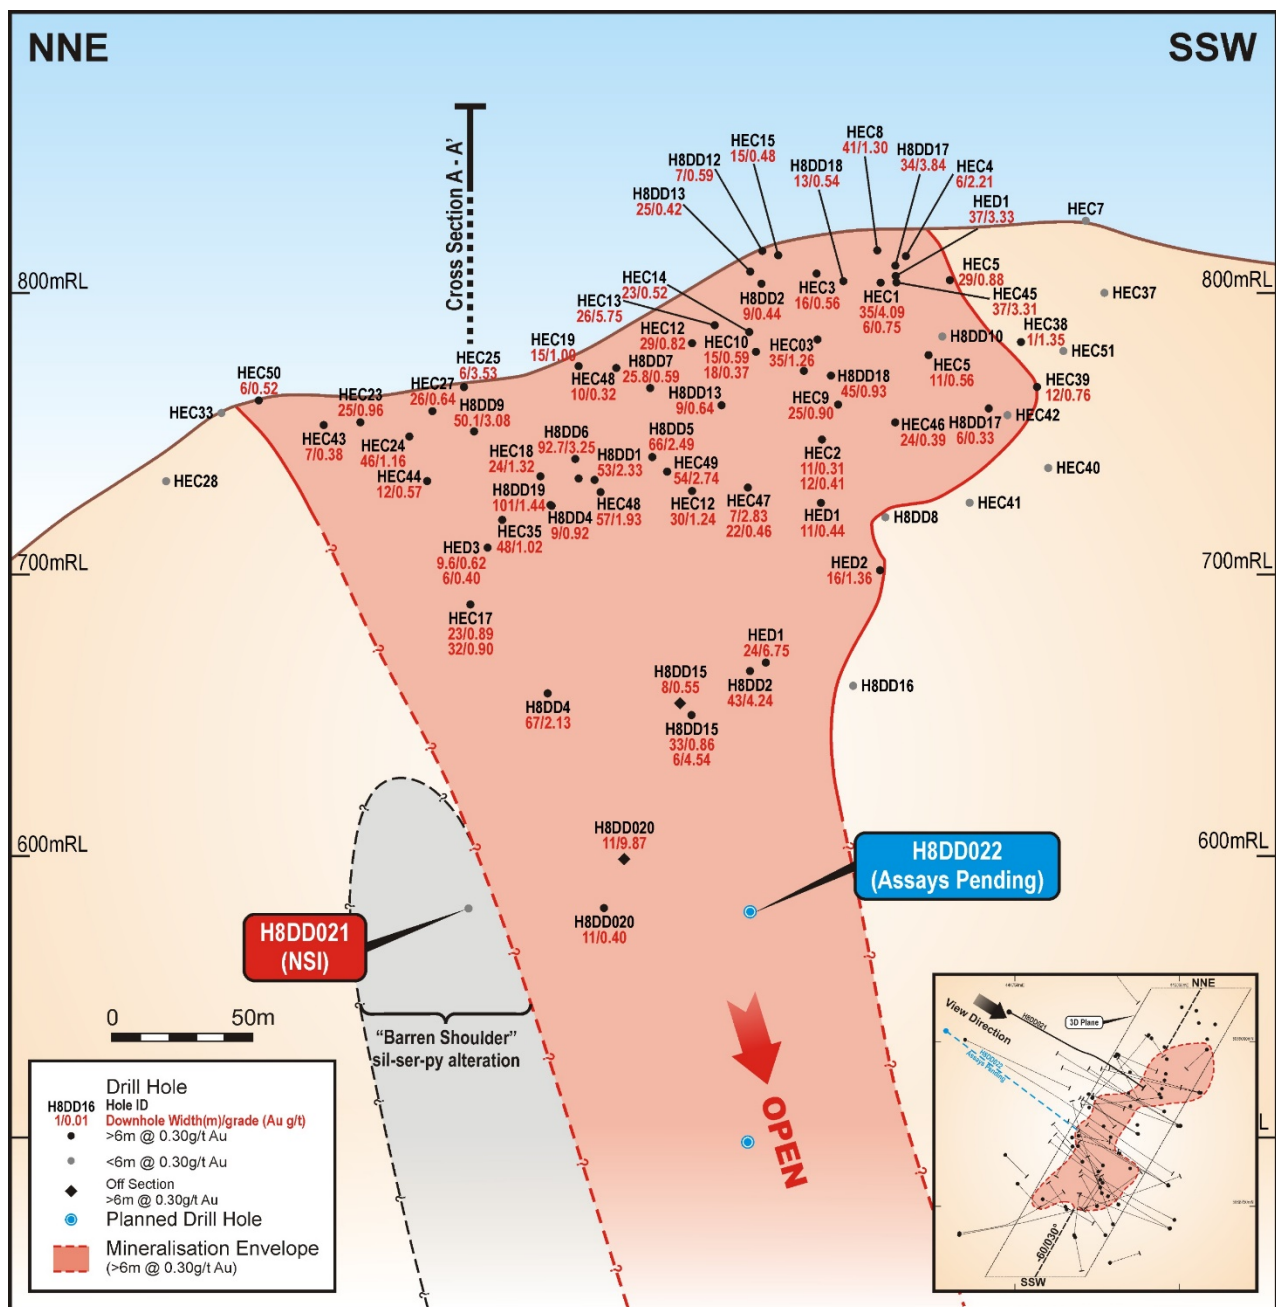 NNE
SSW
Cross Section A - A'
HEC15
15/0.48
H8DD12
7/0.59
H8DD13
25/0.42
H8DD18
13/0.54
HEC8
41/1.30
H8DD17
34/3.84
HEC4
6/2.21
HED1
37/3.33
HEC7
800mRL
800mRL
HEC14
23/0.52
HEC13
26/5.75
H8DD2
9/0.44
HEC3
16/0.56
HEC1
35/4.09
6/0.75
HEC5
29/0.88
HEC45
37/3.31
HEC37
HEC38
1/1.35
HEC51
H8DD10
HEC19
15/1.00
HEC12
29/0.82
HEC10
15/0.59
18/0.37
HEC03
35/1.26
HEC5
11/0.56
HEC25
6/3.53
HEC48
10/0.32
H8DD7
25.8/0.59
H8DD13
9/0.64
HEC9
25/0.90
H8DD18
45/0.93
HEC39
12/0.76
HEC50
6/0.52
HEC33
HEC23
25/0.96
HEC27
26/0.64
H8DD9
50.1/3.08
HEC43
7/0.38
HEC24
46/1.16
HEC44
12/0.57
H8DD6
92.7/3.25
H8DD5
66/2.49
HEC18
24/1.32
H8DD1
53/2.33
HEC49
54/2.74
HEC2
11/0.31
12/0.41
HEC46
24/0.39
H8DD17
6/0.33
HEC42
HEC40
HEC28
H8DD19
101/1.44
H8DD4
9/0.92
HEC48
57/1.93
HEC12
30/1.24
HEC47
7/2.83
22/0.46
HED1
11/0.44
H8DD8
HEC41
HEC35
48/1.02
HED3
9.6/0.62
6/0.40
700mRL
700mRL
HED2
16/1.36
HEC17
23/0.89
32/0.90
HED1
24/6.75
H8DD15
8/0.55
H8DD2
43/4.24
H8DD16
H8DD4
67/2.13
H8DD15
33/0.86
6/4.54
600mRL
600mRL
H8DD020
11/9.87
H8DD022
(Assays Pending)
H8DD021
(NSI)
H8DD020
11/0.40
0 50m
"Barren Shoulder"
sil-ser-py alteration
OPEN
L
Drill Hole
H8DD16 Hole ID
1/0.01 Downhole Width(m)/grade (Au g/t)
>6m @ 0.30g/t Au
<6m @ 0.30g/t Au
Off Section
>6m @ 0.30g/t Au
Planned Drill Hole
Mineralisation Envelope
(>6m @ 0.30g/t Au)
View Direction
H8DD021
3D Plane
NNE
H8DD022
Assays Pending
-60/030°
SSW